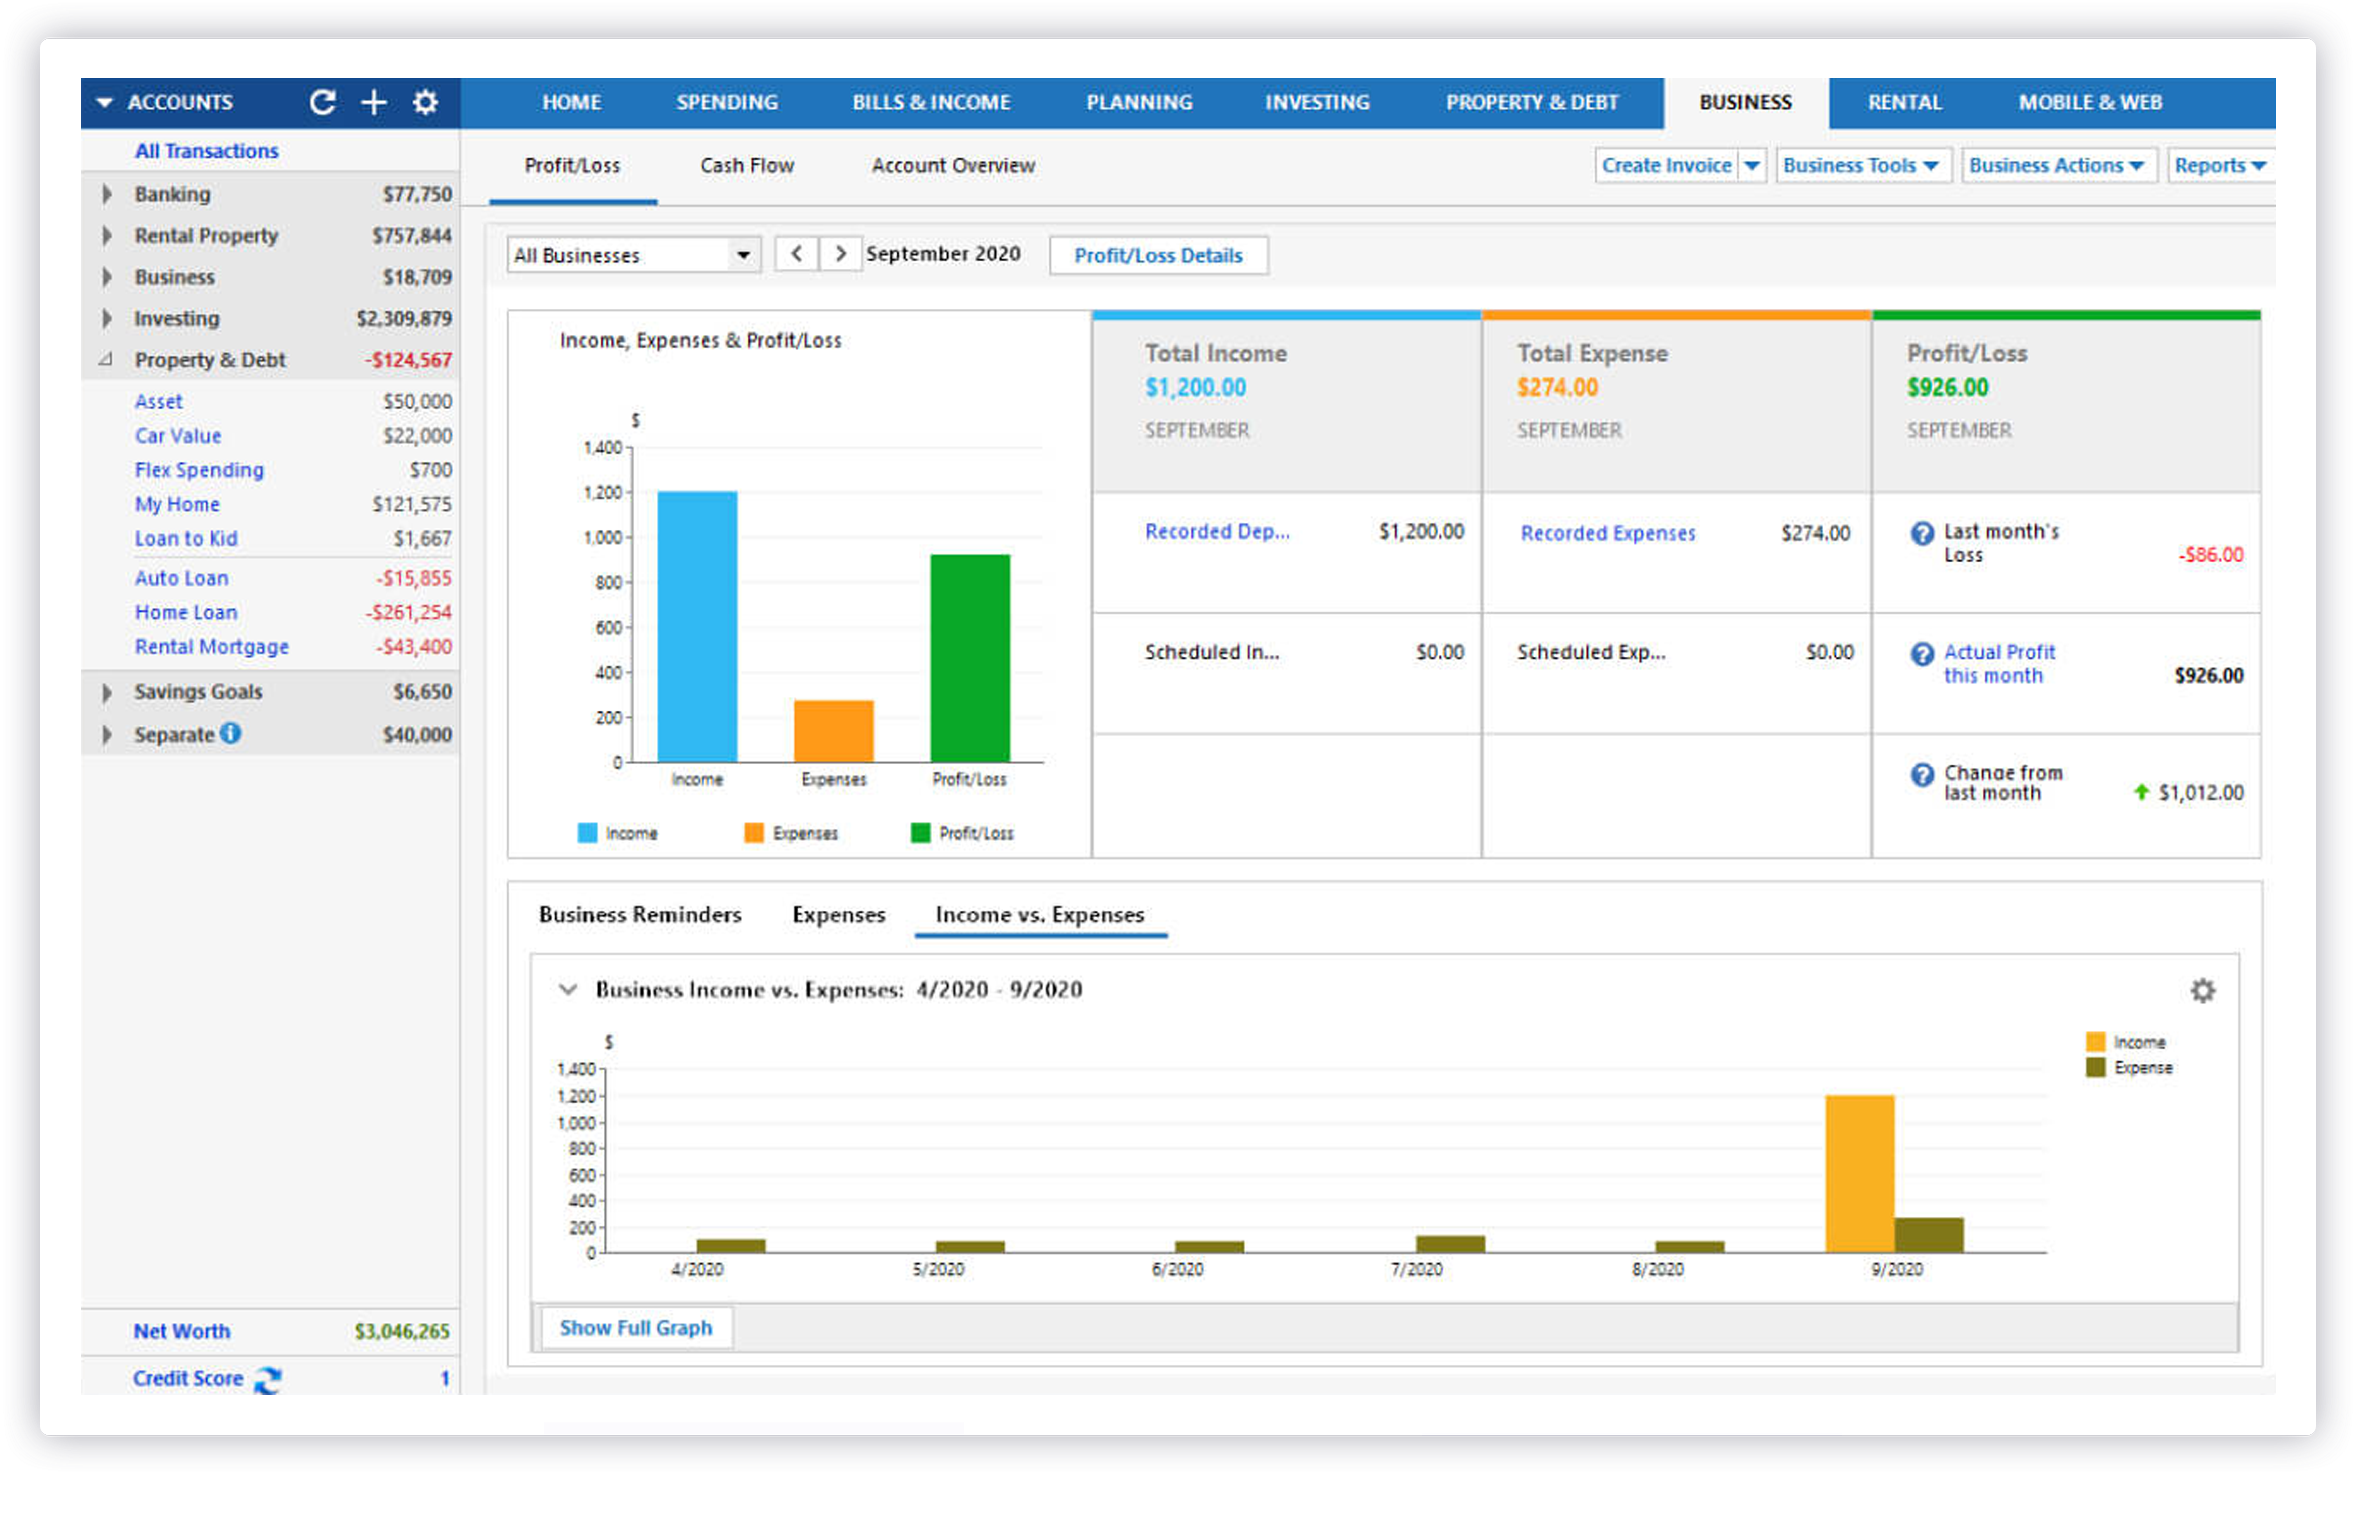 ACCOUNTS
HOME SPENDING BILLS & INCOME PLANNING INVESTING PROPERTY & DEBT BUSINESS RENTAL MOBILE & WEB
All Transactions
Banking $77,750
Rental Property $757,844
Business $18,709
Investing $2,309,879
Property & Debt -$124,567
Asset $50,000
Car Value $22,000
Flex Spending $700
My Home $121,575
Loan to Kid $1,667
Auto Loan -$15,855
Home Loan -$261,254
Rental Mortgage -$43,400
Savings Goals $6,650
Separate $40,000
Net Worth $3,046,265
Credit Score 1
Profit/Loss Cash Flow Account Overview
Create Invoice Business Tools Business Actions Reports
All Businesses < > September 2020 Profit/Loss Details
Income, Expenses & Profit/Loss
$
1,400
1,200
1,000
800
600
400
200
0
Income Expenses Profit/Loss
Income Expenses Profit/Loss
Total Income
$1,200.00
SEPTEMBER
Recorded Dep... $1,200.00
Scheduled In... $0.00
Total Expense
$274.00
SEPTEMBER
Recorded Expenses $274.00
Scheduled Exp... $0.00
Profit/Loss
$926.00
SEPTEMBER
Last month's
Loss -$86.00
Actual Profit
this month $926.00
Change from
last month $1,012.00
Business Reminders Expenses Income vs. Expenses
Business Income vs. Expenses: 4/2020 - 9/2020
$
1,400
1,200
1,000
800
600
400
200
0
4/2020 5/2020 6/2020 7/2020 8/2020 9/2020
Income
Expense
Show Full Graph